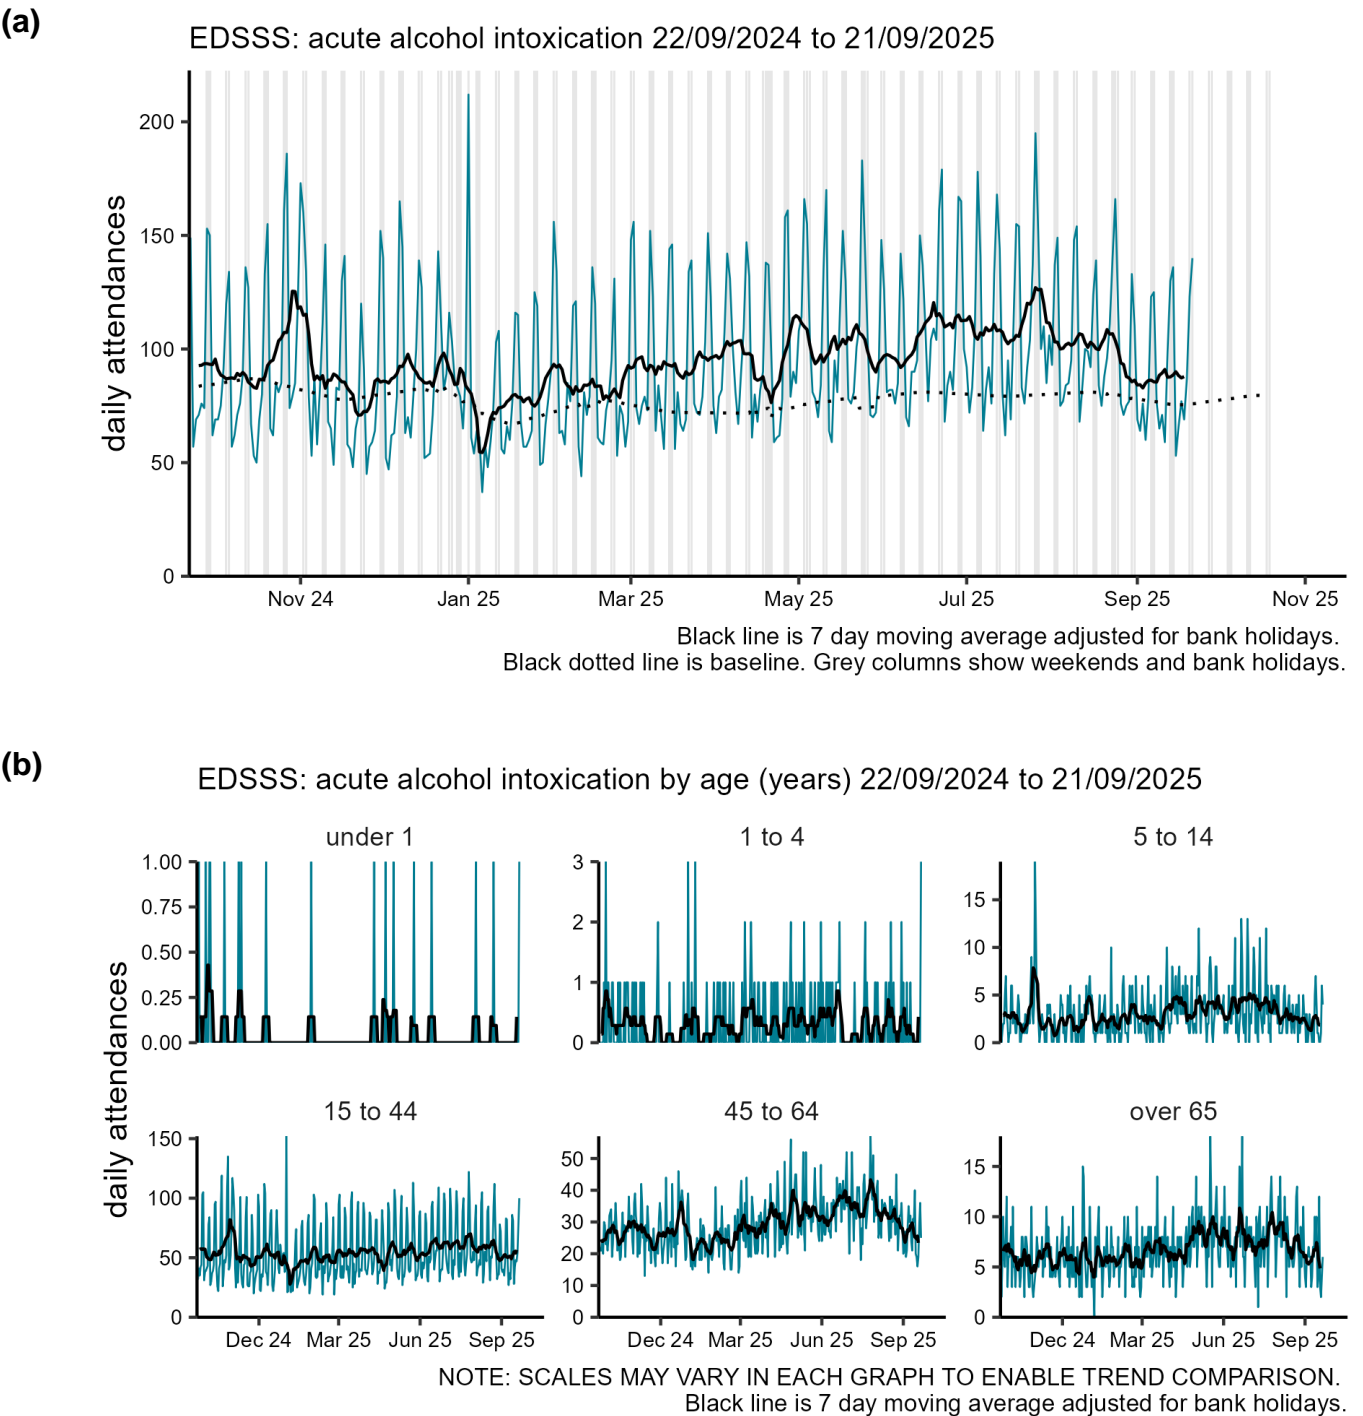 (a)
EDSSS: acute alcohol intoxication 22/09/2024 to 21/09/2025
daily attendances
200
150
100
50
0
Nov 24 Jan 25 Mar 25 May 25 Jul 25 Sep 25 Nov 25
Black line is 7 day moving average adjusted for bank holidays.
Black dotted line is baseline. Grey columns show weekends and bank holidays.
(b)
EDSSS: acute alcohol intoxication by age (years) 22/09/2024 to 21/09/2025
daily attendances
under 1
1.00
0.75
0.50
0.25
0.00
1 to 4
3
2
1
0
5 to 14
15
10
5
0
15 to 44
150
100
50
0
Dec 24 Mar 25 Jun 25 Sep 25
45 to 64
50
40
30
20
10
0
Dec 24 Mar 25 Jun 25 Sep 25
over 65
15
10
5
0
Dec 24 Mar 25 Jun 25 Sep 25
NOTE: SCALES MAY VARY IN EACH GRAPH TO ENABLE TREND COMPARISON.
Black line is 7 day moving average adjusted for bank holidays.